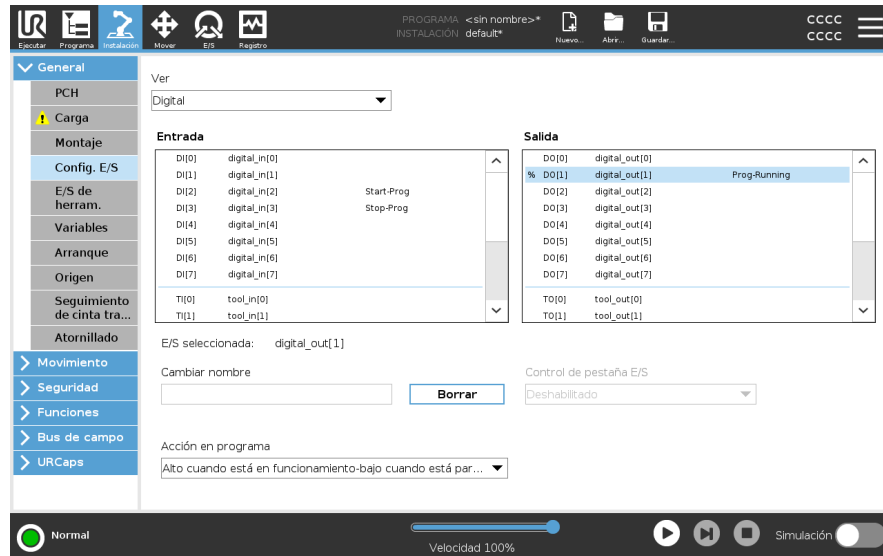 UR
PROGRAMA <sin nombre>*
INSTALACIÓN default*
CCCC
CCCC
Ejecutar Programa Instalación Mover E/S Registro Nuevo... Abrir... Guardar...
General
PCH
Carga
Montaje
Config. E/S
E/S de
herram.
Variables
Arranque
Origen
Seguimiento
de cinta tra...
Atornillado
Movimiento
Seguridad
Funciones
Bus de campo
URCaps
Ver
Digital
Entrada
DI[0] digital_in[0]
DI[1] digital_in[1]
DI[2] digital_in[2] Start-Prog
DI[3] digital_in[3] Stop-Prog
DI[4] digital_in[4]
DI[5] digital_in[5]
DI[6] digital_in[6]
DI[7] digital_in[7]
TI[0] tool_in[0]
TI[1] tool_in[1]
Salida
DO[0] digital_out[0]
% DO[1] digital_out[1] Prog-Running
DO[2] digital_out[2]
DO[3] digital_out[3]
DO[4] digital_out[4]
DO[5] digital_out[5]
DO[6] digital_out[6]
DO[7] digital_out[7]
TO[0] tool_out[0]
TO[1] tool_out[1]
E/S seleccionada: digital_out[1]
Cambiar nombre
Borrar
Control de pestaña E/S
Deshabilitado
Acción en programa
Alto cuando está en funcionamiento-bajo cuando está par...
Normal
Velocidad 100%
Simulación